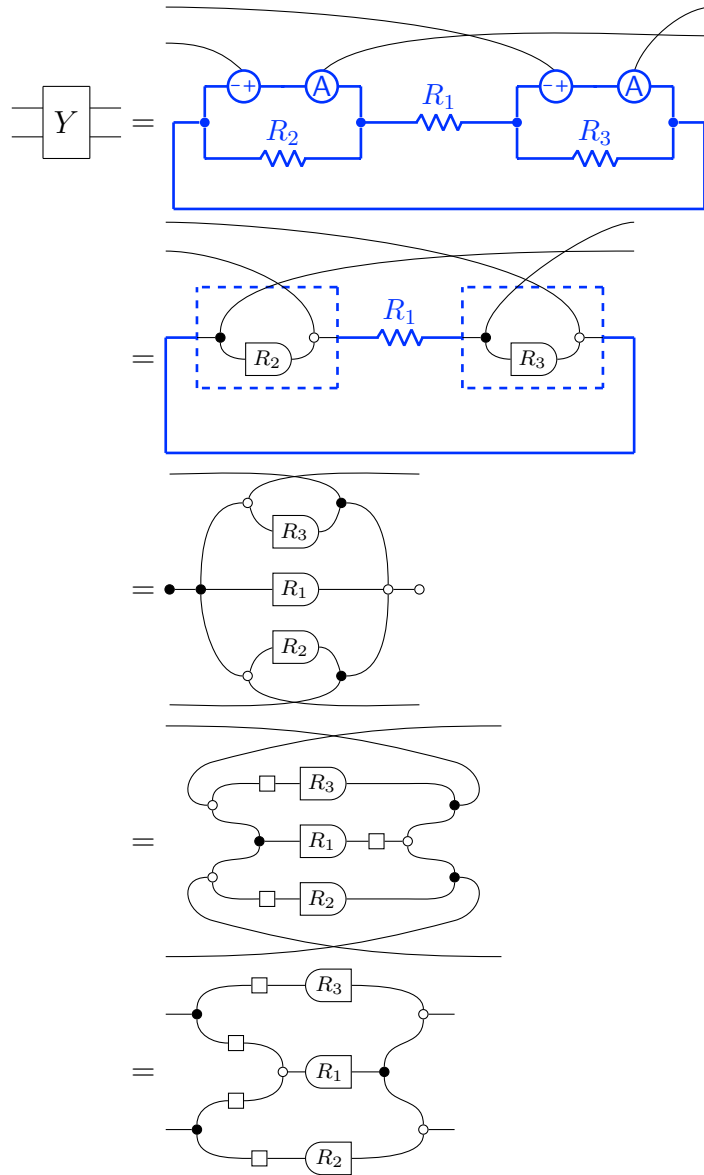 -+ A -+ A
R₁
Y = R₂ R₃
R₁
= R₂ R₃
R₃
= R₁
R₂
R₃
= R₁
R₂
R₃
= R₁
R₂